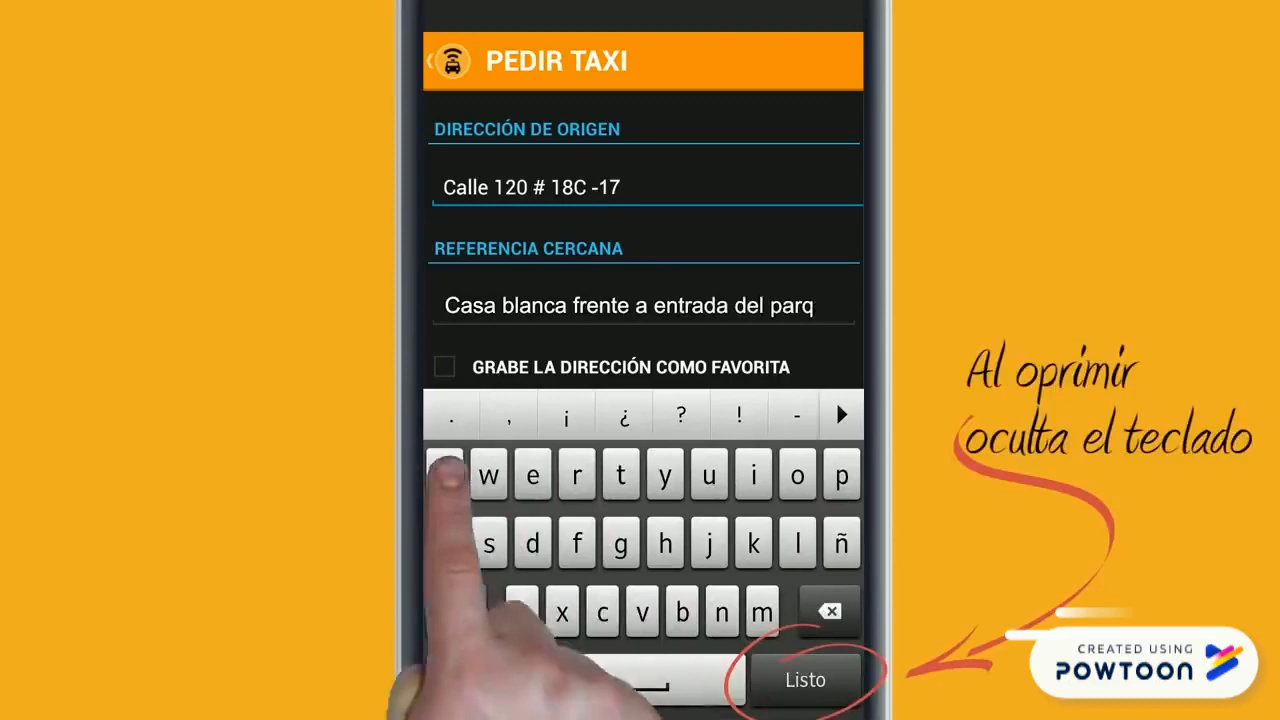 PEDIR TAXI
DIRECCIÓN DE ORIGEN
Calle 120 # 18C -17
REFERENCIA CERCANA
Casa blanca frente a entrada del parq
GRABE LA DIRECCIÓN COMO FAVORITA
. , ¡ ¿ ? ! -
w e r t y u i o p
s d f g h j k l ñ
x c v b n m
Listo
Al oprimir
oculta el teclado
CREATED USING
POWTOON